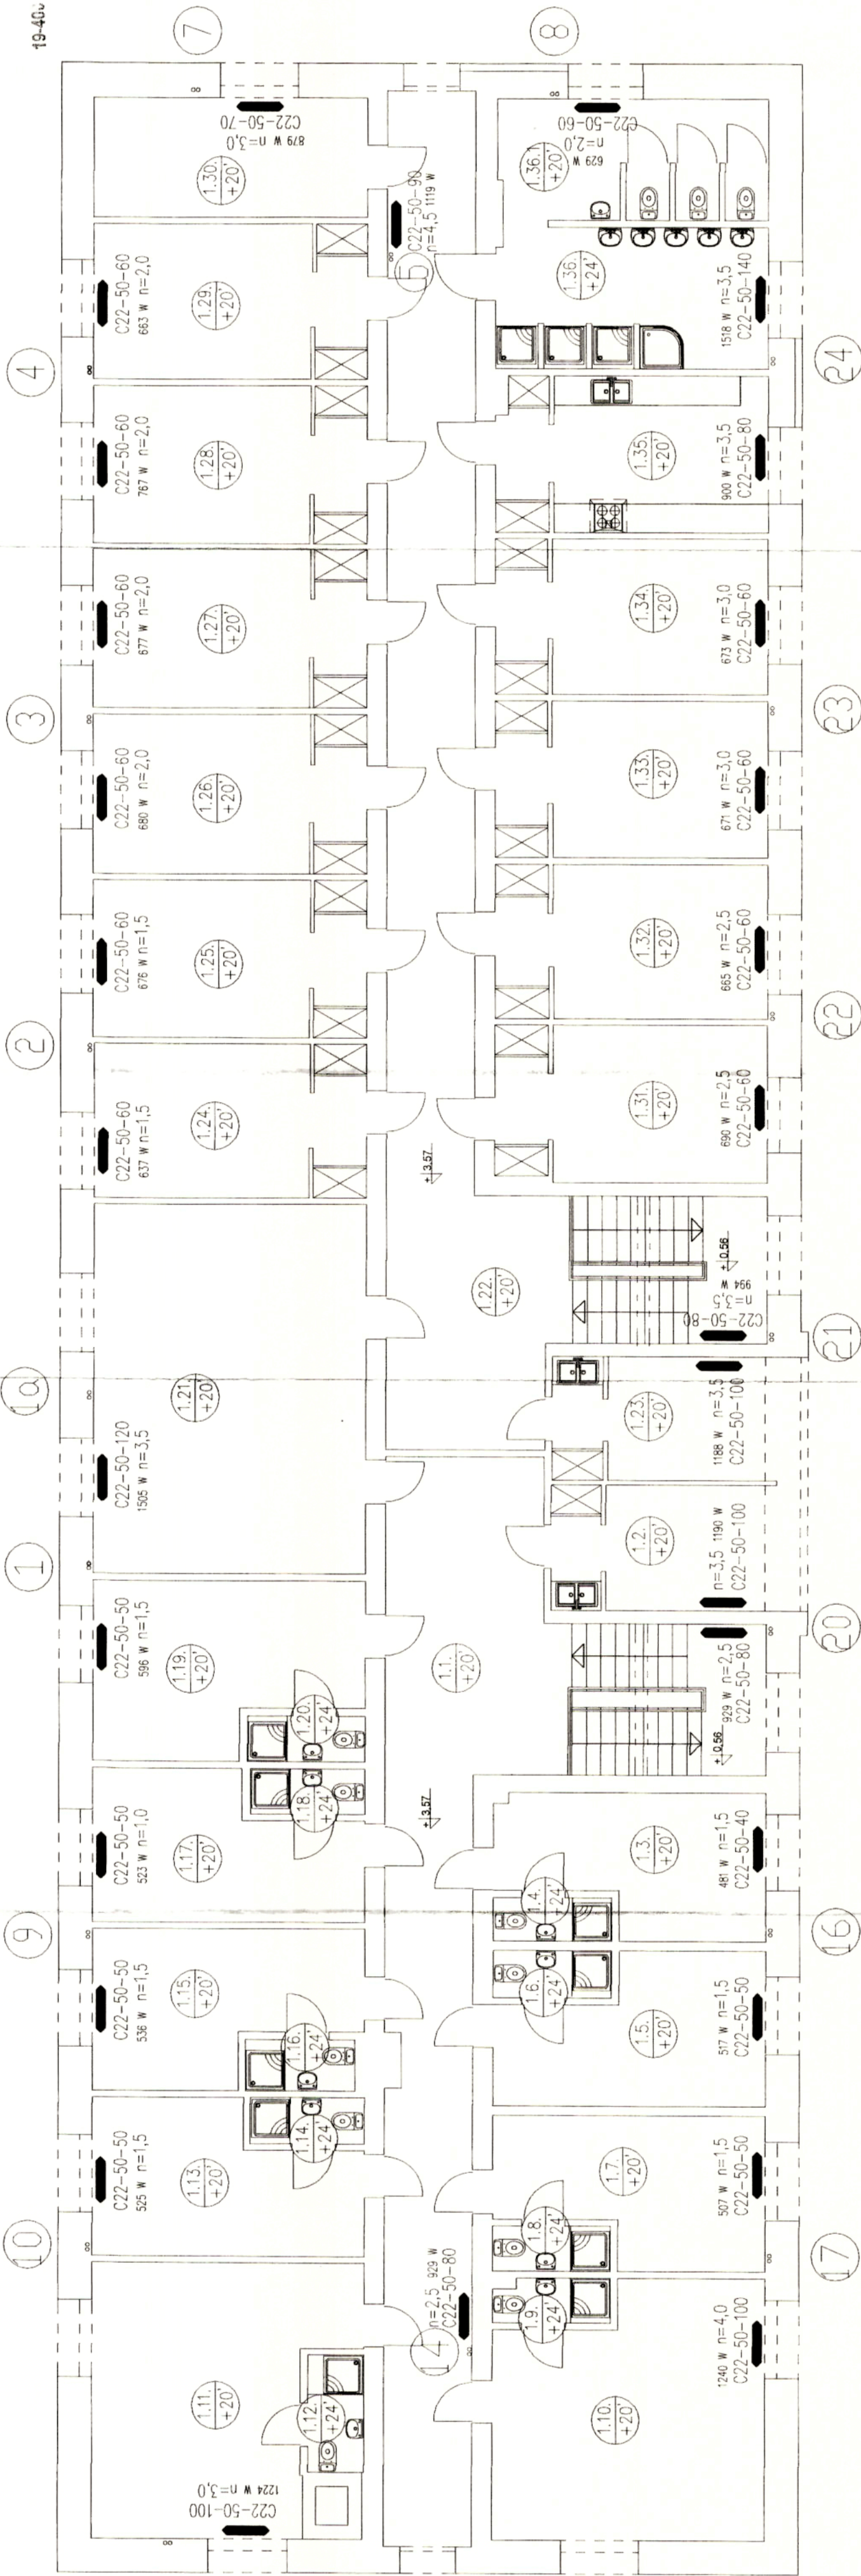 19-40
7
8
C22-50-70
879 W n=3,0
1.30.
+20'
C22-50-60
n=2,0
629 W
1.36.1
+20'
C22-50-90
n=4,5 1119 W
5
C22-50-60
663 W n=2,0
1.29.
+20'
1.36.
+24'
1518 W n=3,5
C22-50-140
4
24
C22-50-60
767 W n=2,0
1.28.
+20'
1.35.
+20'
900 W n=3,5
C22-50-80
C22-50-60
677 W n=2,0
1.27.
+20'
1.34.
+20'
673 W n=3,0
C22-50-60
3
23
C22-50-60
680 W n=2,0
1.26.
+20'
1.33.
+20'
671 W n=3,0
C22-50-60
C22-50-60
676 W n=1,5
1.25.
+20'
1.32.
+20'
665 W n=2,5
C22-50-60
2
22
C22-50-60
637 W n=1,5
1.24.
+20'
1.31.
+20'
690 W n=2,5
C22-50-60
+3.57
1.22.
+20'
+0.56
994 W
n=3,5
C22-50-80
21
1a
C22-50-120
1505 W n=3,5
1.21.
+20'
1.23.
+20'
1188 W n=3,5
C22-50-100
1
1.2.
+20'
n=3,5 1190 W
C22-50-100
20
C22-50-50
596 W n=1,5
1.19.
+20'
1.20.
+24'
1.1.
+20'
929 W n=2,5
C22-50-80
+0.56
C22-50-50
523 W n=1,0
1.17.
+20'
1.18.
+24'
+3.57
1.3.
+20'
1.4.
+24'
481 W n=1,5
C22-50-40
9
16
C22-50-50
536 W n=1,5
1.15.
+20'
1.16.
+24'
1.6.
+24'
1.5.
+20'
517 W n=1,5
C22-50-50
C22-50-50
525 W n=1,5
1.13.
+20'
1.14.
+24'
1.7.
+20'
1.8.
+24'
507 W n=1,5
C22-50-50
10
17
n=2,5 929 W
C22-50-80
14
1.9.
+24'
1240 W n=4,0
C22-50-100
1.11.
+20'
1.12.
+24'
1.10.
+20'
1224 W n=3,0
C22-50-100